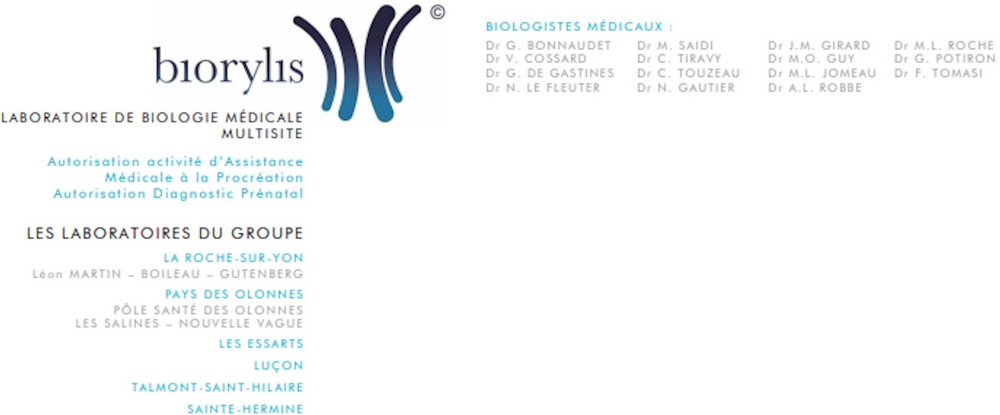 ©
biorylis
LABORATOIRE DE BIOLOGIE MÉDICALE
MULTISITE
Autorisation activité d’Assistance
Médicale à la Procréation
Autorisation Diagnostic Prénatal
LES LABORATOIRES DU GROUPE
LA ROCHE-SUR-YON
Léon MARTIN – BOILEAU – GUTENBERG
PAYS DES OLONNES
PÔLE SANTÉ DES OLONNES
LES SALINES – NOUVELLE VAGUE
LES ESSARTS
LUÇON
TALMONT-SAINT-HILAIRE
SAINTE-HERMINE
BIOLOGISTES MÉDICAUX :
Dr G. BONNAUDET
Dr V. COSSARD
Dr G. DE GASTINES
Dr N. LE FLEUTER
Dr M. SAIDI
Dr C. TIRAVY
Dr C. TOUZEAU
Dr N. GAUTIER
Dr J.M. GIRARD
Dr M.O. GUY
Dr M.L. JOMEAU
Dr A.L. ROBBE
Dr M.L. ROCHE
Dr G. POTIRON
Dr F. TOMASI